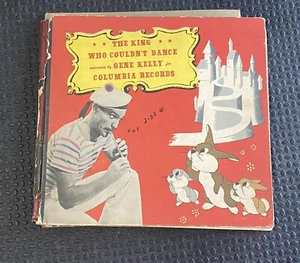 THE KING
WHO COULDN'T DANCE
narrated by GENE KELLY for
COLUMBIA RECORDS